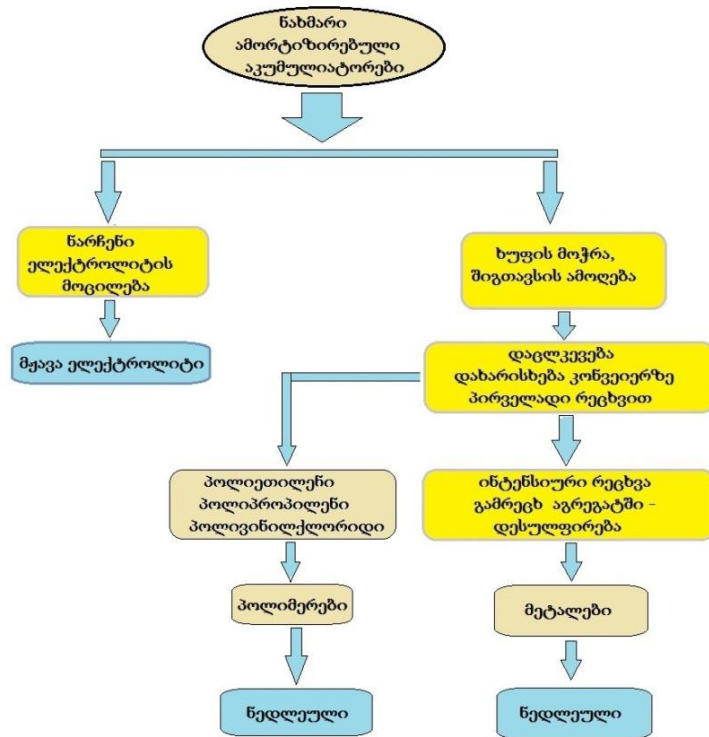 ნახმარი
ამორტიზირებული
აკუმულიატორები
ნარჩენი
ელექტროლიტის
მოცილება
ხუფის მოჭრა,
შიგთავსის ამოღება
მჟავა ელექტროლიტი
დაცლკევება
დახარისხება კონვეიერზე
პირველადი რეცხვით
პოლიეთილენი
პოლიპროპილენი
პოლივინილქლორიდი
ინტენსიური რეცხვა
გამრეცხ აგრეგატში -
დესულფირება
პოლიმერები
მეტალები
ნედლეული
ნედლეული